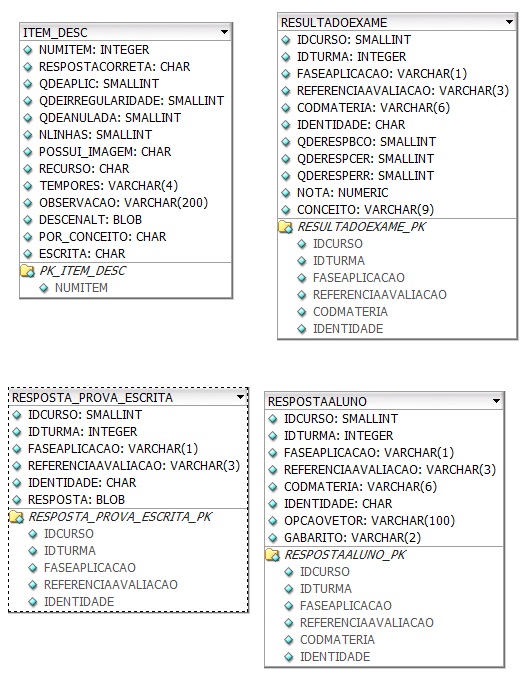 ITEM_DESC
NUMITEM: INTEGER
RESPOSTACORRETA: CHAR
QDEAPLIC: SMALLINT
QDEIRREGULARIDADE: SMALLINT
QDEANULADA: SMALLINT
NLINHAS: SMALLINT
POSSUI_IMAGEM: CHAR
RECURSO: CHAR
TEMPORES: VARCHAR(4)
OBSERVACAO: VARCHAR(200)
DESCENALT: BLOB
POR_CONCEITO: CHAR
ESCRITA: CHAR
PK_ITEM_DESC
NUMITEM
RESULTADOEXAME
IDCURSO: SMALLINT
IDTURMA: INTEGER
FASEAPLICACAO: VARCHAR(1)
REFERENCIAAVALIACAO: VARCHAR(3)
CODMATERIA: VARCHAR(6)
IDENTIDADE: CHAR
QDERESPBCO: SMALLINT
QDERESPCER: SMALLINT
QDERESPERR: SMALLINT
NOTA: NUMERIC
CONCEITO: VARCHAR(9)
RESULTADOEXAME_PK
IDCURSO
IDTURMA
FASEAPLICACAO
REFERENCIAAVALIACAO
CODMATERIA
IDENTIDADE
RESPOSTA_PROVA_ESCRITA
IDCURSO: SMALLINT
IDTURMA: INTEGER
FASEAPLICACAO: VARCHAR(1)
REFERENCIAAVALIACAO: VARCHAR(3)
IDENTIDADE: CHAR
RESPOSTA: BLOB
RESPOSTA_PROVA_ESCRITA_PK
IDCURSO
IDTURMA
FASEAPLICACAO
REFERENCIAAVALIACAO
IDENTIDADE
RESPOSTAALUNO
IDCURSO: SMALLINT
IDTURMA: INTEGER
FASEAPLICACAO: VARCHAR(1)
REFERENCIAAVALIACAO: VARCHAR(3)
CODMATERIA: VARCHAR(6)
IDENTIDADE: CHAR
OPCAOVETOR: VARCHAR(100)
GABARITO: VARCHAR(2)
RESPOSTAALUNO_PK
IDCURSO
IDTURMA
FASEAPLICACAO
REFERENCIAAVALIACAO
CODMATERIA
IDENTIDADE